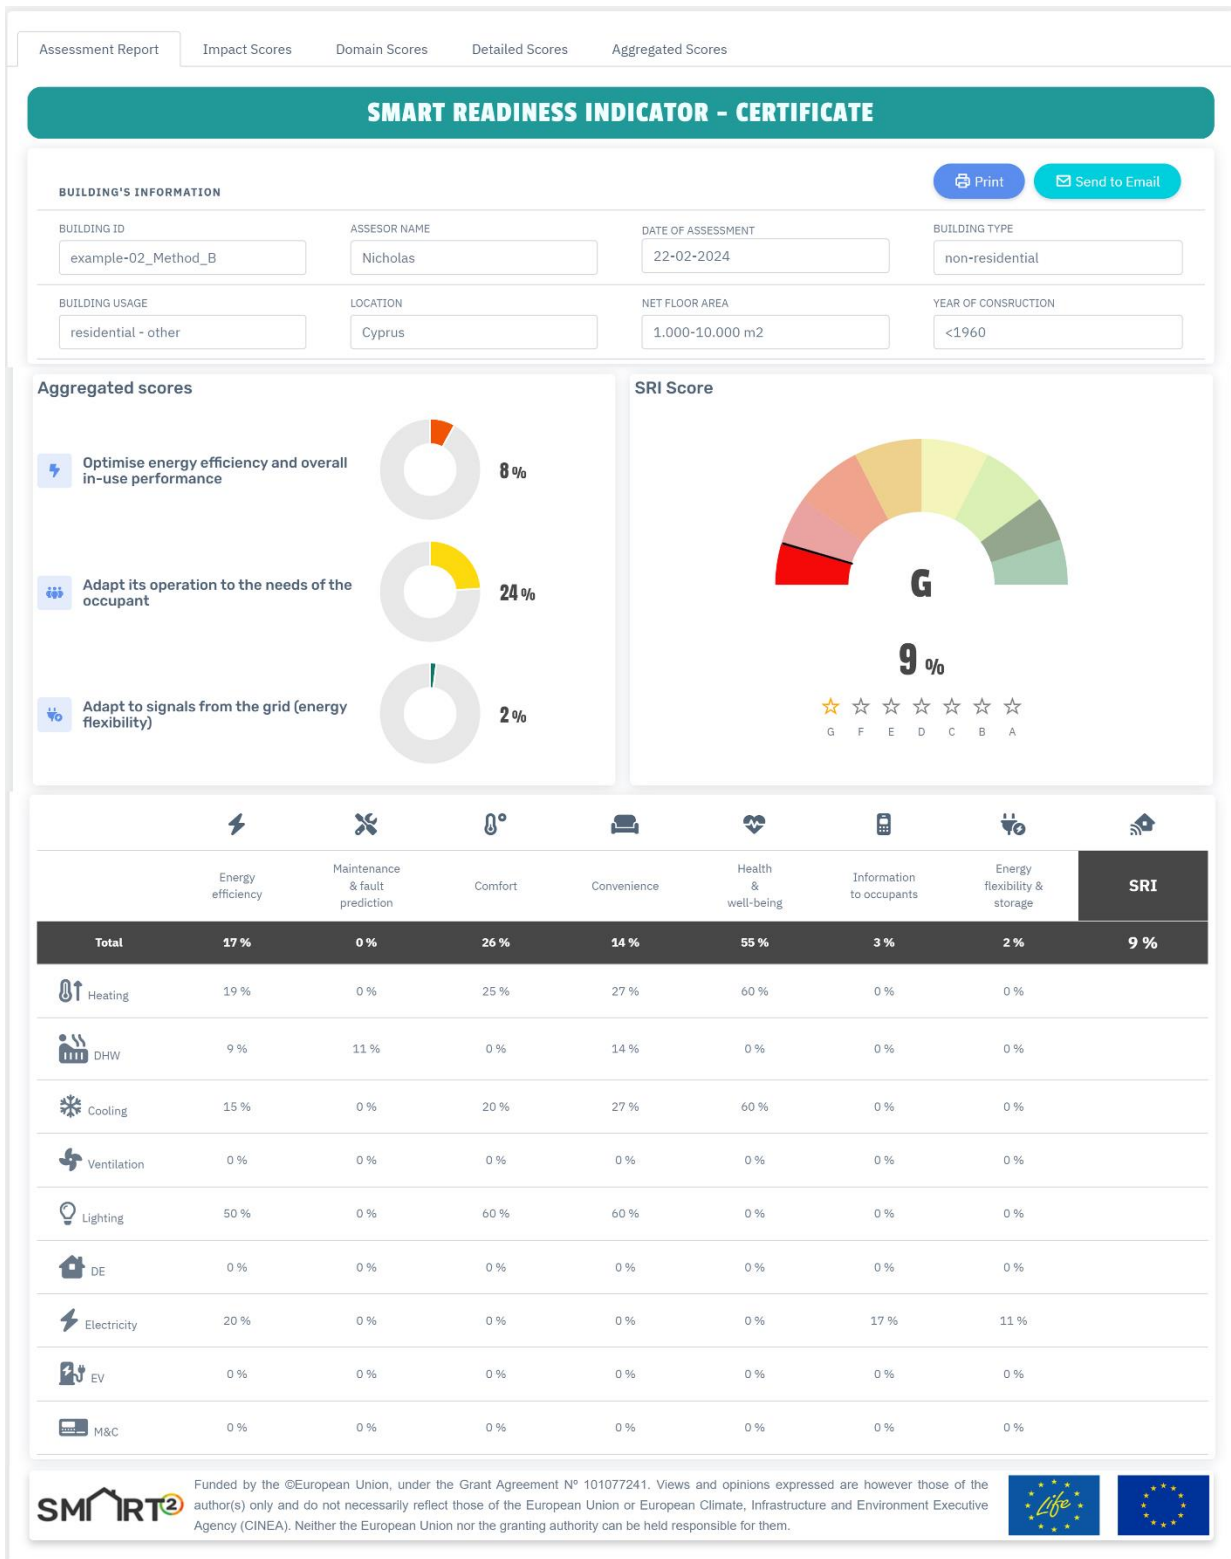 Assessment Report Impact Scores Domain Scores Detailed Scores Aggregated Scores
SMART READINESS INDICATOR - CERTIFICATE
BUILDING'S INFORMATION
Print Send to Email
BUILDING ID ASSESOR NAME DATE OF ASSESSMENT BUILDING TYPE
example-02_Method_B Nicholas 22-02-2024 non-residential
BUILDING USAGE LOCATION NET FLOOR AREA YEAR OF CONSRUCTION
residential - other Cyprus 1.000-10.000 m2 <1960
Aggregated scores
Optimise energy efficiency and overall
in-use performance
8 %
Adapt its operation to the needs of the
occupant
24 %
Adapt to signals from the grid (energy
flexibility)
2 %
SRI Score
G
9 %
G F E D C B A
Energy
efficiency
Maintenance
& fault
prediction
Comfort
Convenience
Health
&
well-being
Information
to occupants
Energy
flexibility &
storage
SRI
Total 17 % 0 % 26 % 14 % 55 % 3 % 2 % 9 %
Heating 19 % 0 % 25 % 27 % 60 % 0 % 0 %
DHW 9 % 11 % 0 % 14 % 0 % 0 % 0 %
Cooling 15 % 0 % 20 % 27 % 60 % 0 % 0 %
Ventilation 0 % 0 % 0 % 0 % 0 % 0 % 0 %
Lighting 50 % 0 % 60 % 60 % 0 % 0 % 0 %
DE 0 % 0 % 0 % 0 % 0 % 0 % 0 %
Electricity 20 % 0 % 0 % 0 % 0 % 17 % 11 %
EV 0 % 0 % 0 % 0 % 0 % 0 % 0 %
M&C 0 % 0 % 0 % 0 % 0 % 0 % 0 %
SMART2
Funded by the ©European Union, under the Grant Agreement Nº 101077241. Views and opinions expressed are however those of the
author(s) only and do not necessarily reflect those of the European Union or European Climate, Infrastructure and Environment Executive
Agency (CINEA). Neither the European Union nor the granting authority can be held responsible for them.
Life